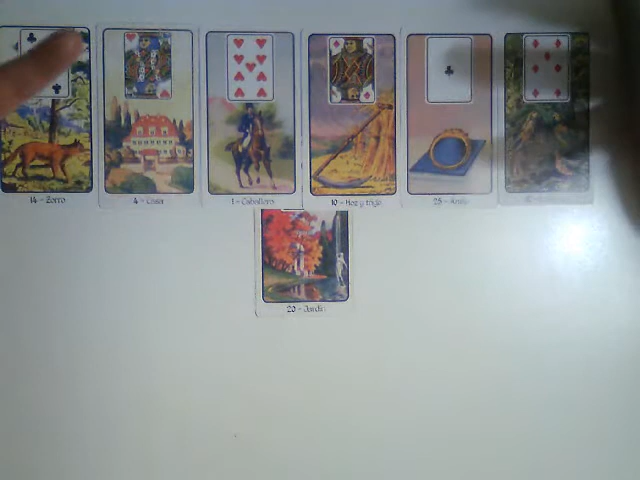 14 - Zorro
4 - Casa
1 - Caballero
10 - Hoz y trigo
25 - Anillo
20 - Jardín